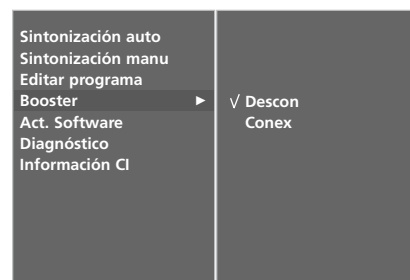 Sintonización auto
Sintonización manu
Editar programa
Booster ►
Act. Software
Diagnóstico
Información CI
√ Descon
Conex